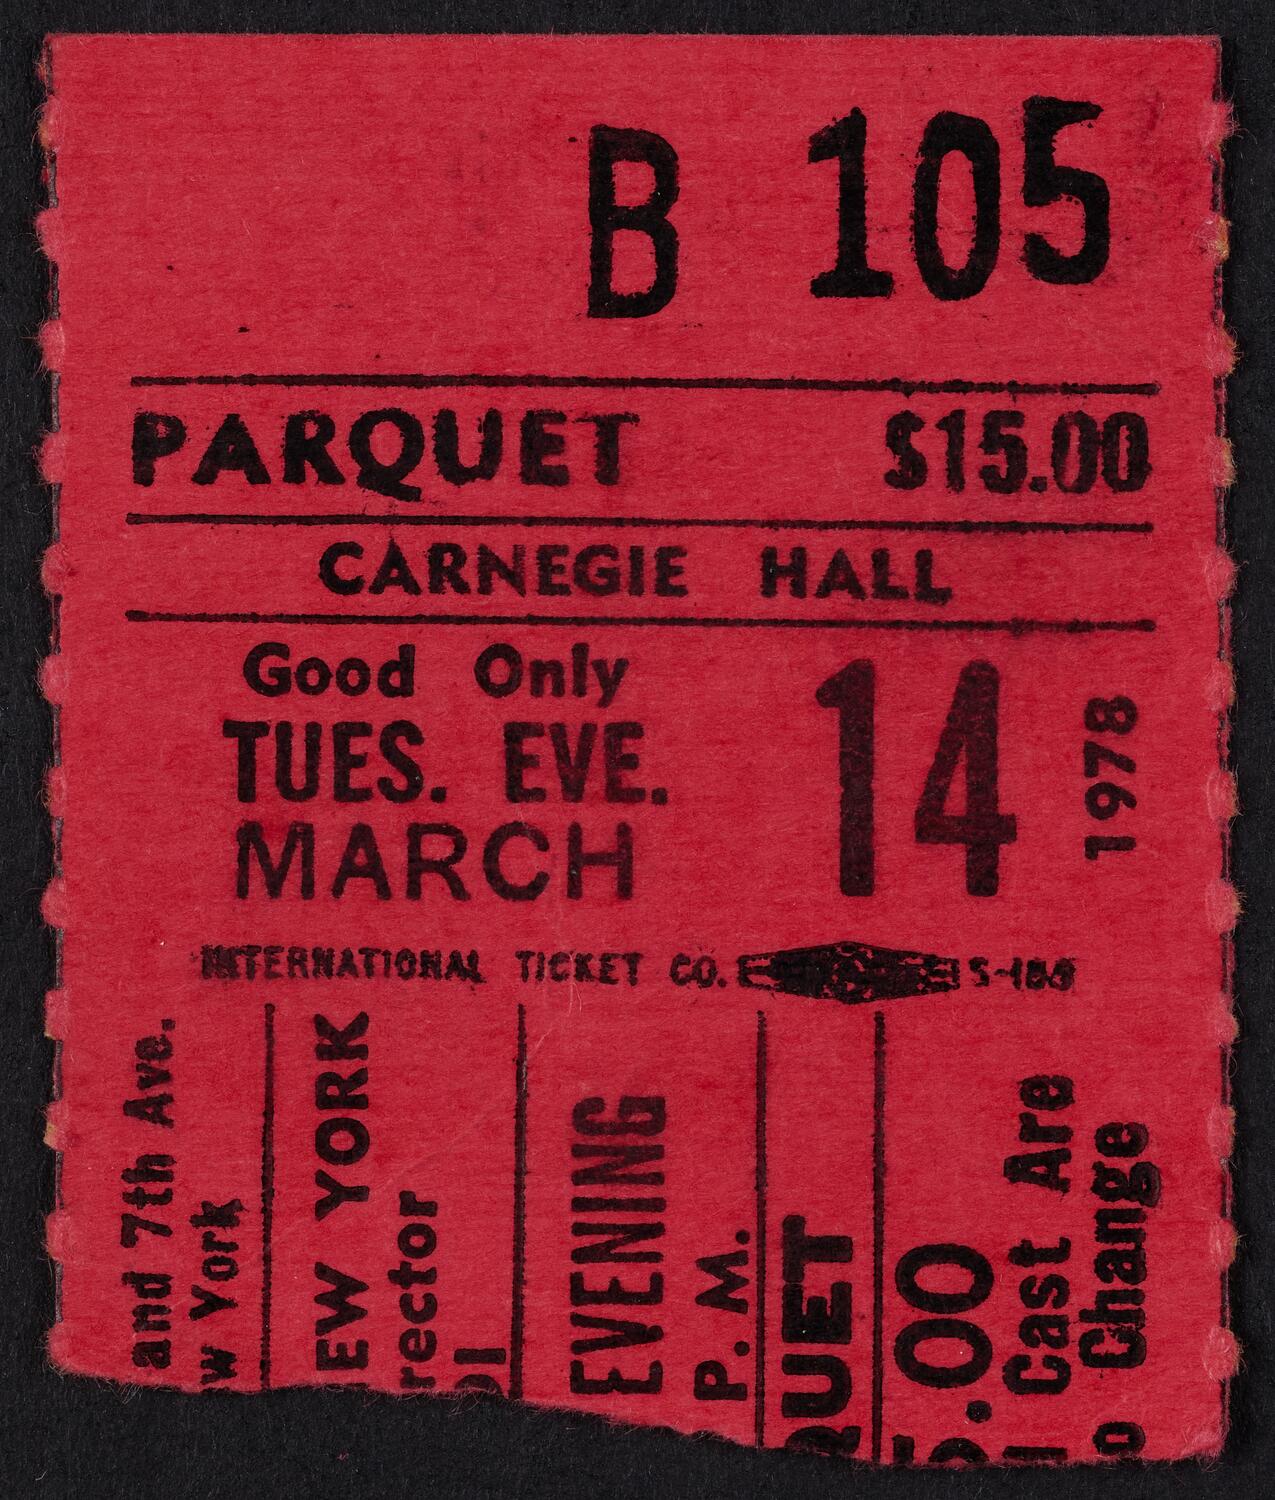 B 105
PARQUET $15.00
CARNEGIE HALL
Good Only
TUES. EVE.
MARCH
14
1978
INTERNATIONAL TICKET CO.
and 7th Ave.
w York
EW YORK
rector
EVENING
P.M.
QUET
5.00
Cast Are
o Change